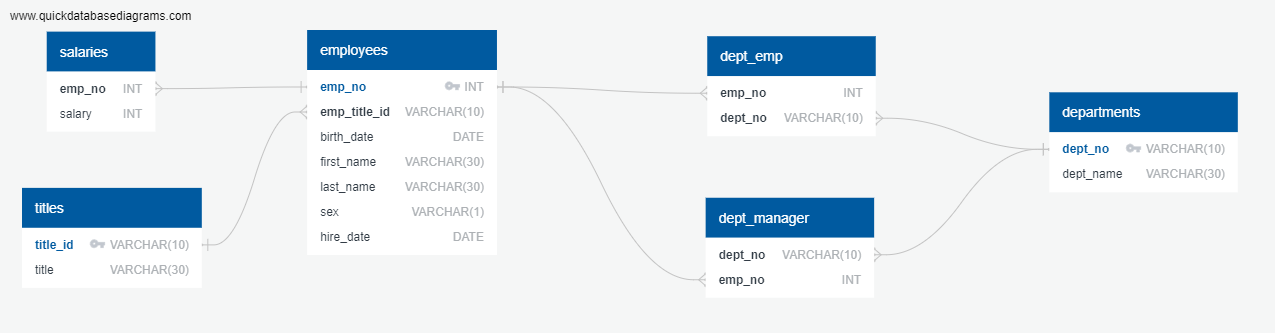 www.quickdatabasediagrams.com
salaries
emp_no INT
salary INT
titles
title_id VARCHAR(10)
title VARCHAR(30)
employees
emp_no INT
emp_title_id VARCHAR(10)
birth_date DATE
first_name VARCHAR(30)
last_name VARCHAR(30)
sex VARCHAR(1)
hire_date DATE
dept_emp
emp_no INT
dept_no VARCHAR(10)
dept_manager
dept_no VARCHAR(10)
emp_no INT
departments
dept_no VARCHAR(10)
dept_name VARCHAR(30)